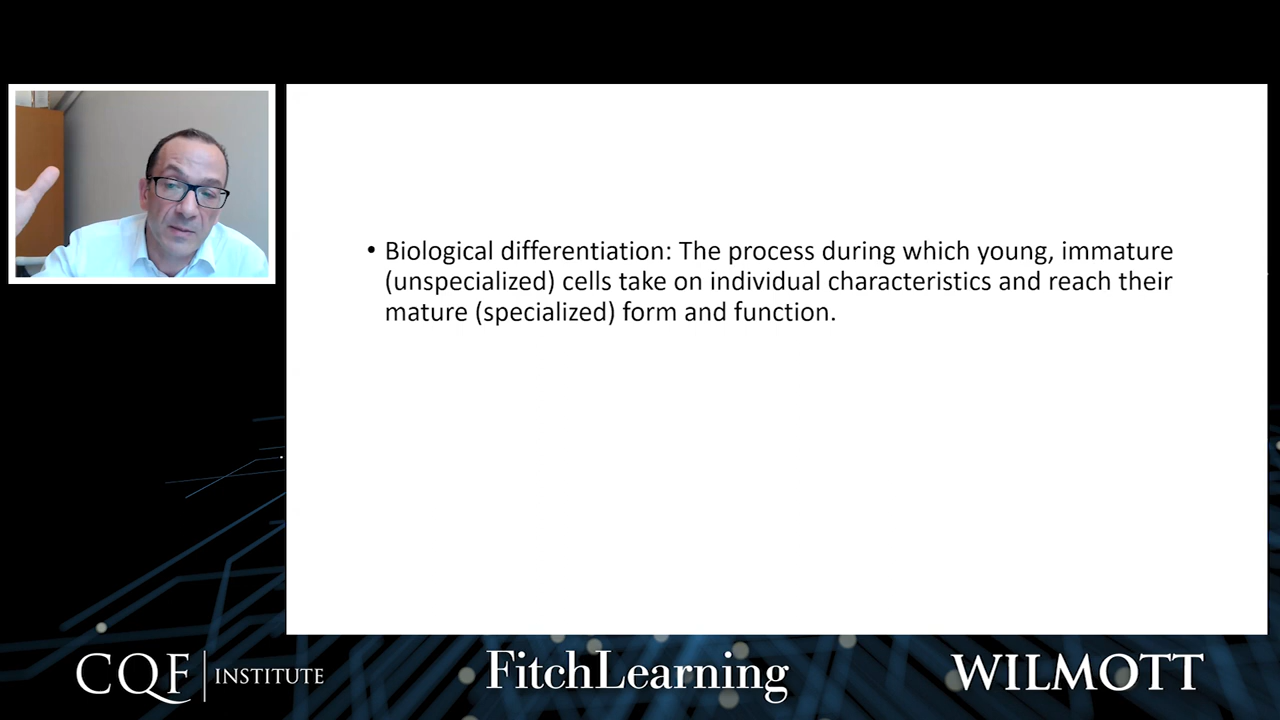 • Biological differentiation: The process during which young, immature
(unspecialized) cells take on individual characteristics and reach their
mature (specialized) form and function.
CQF INSTITUTE
FitchLearning
WILMOTT